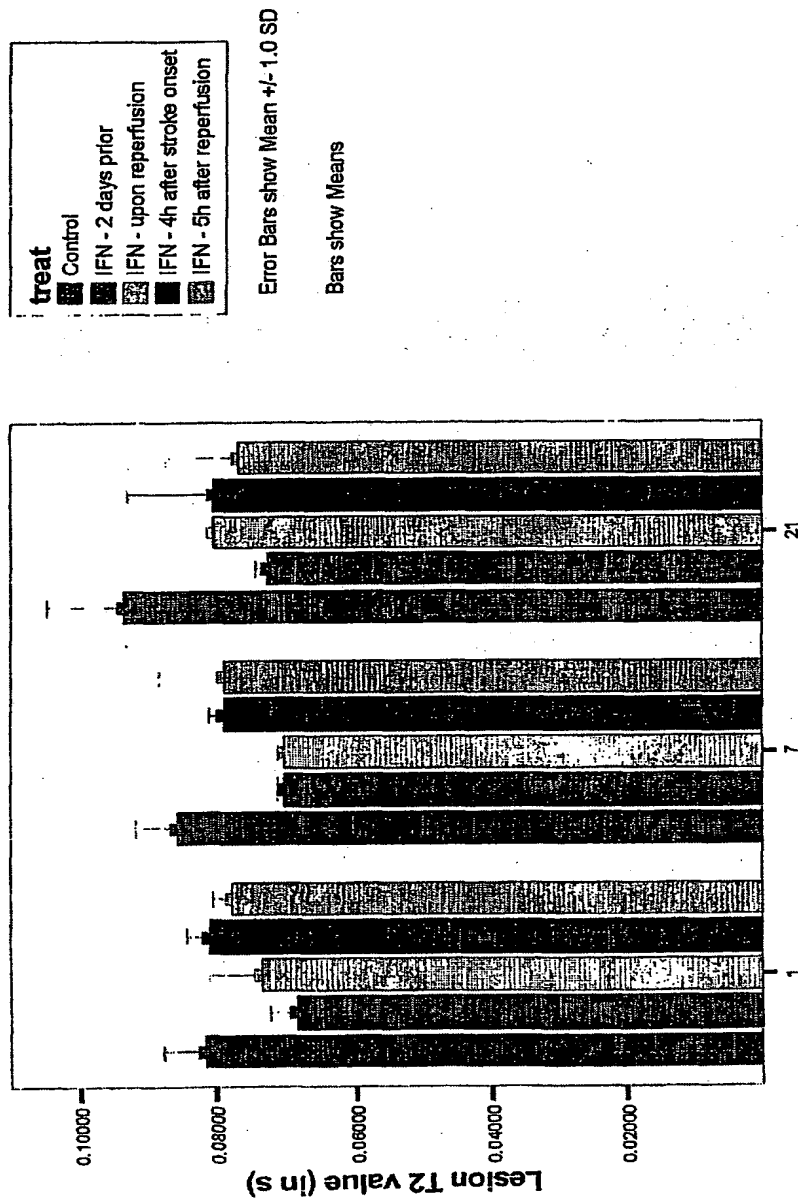 Lesion T2 value (in s)
0.10000
0.08000
0.06000
0.04000
0.02000
1
7
21
treat
Control
IFN - 2 days prior
IFN - upon reperfusion
IFN - 4h after stroke onset
IFN - 5h after reperfusion
Error Bars show Mean +/- 1.0 SD
Bars show Means